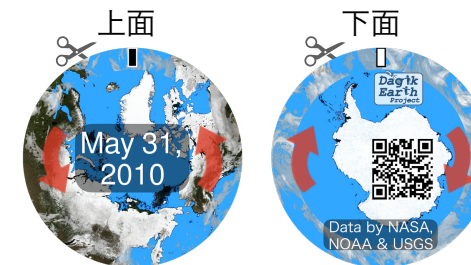 上面
下面
May 31,
2010
Dagik
Earth
Project
Data by NASA,
NOAA & USGS